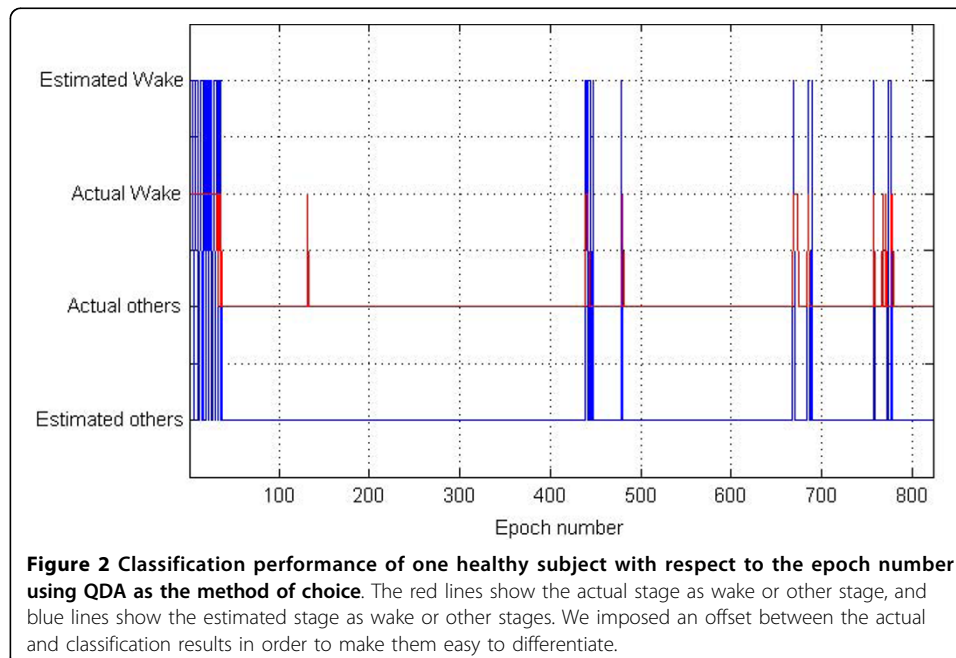 Estimated Wake
Actual Wake
Actual others
Estimated others
100 200 300 400 500 600 700 800
Epoch number
Figure 2 Classification performance of one healthy subject with respect to the epoch number
using QDA as the method of choice. The red lines show the actual stage as wake or other stage, and
blue lines show the estimated stage as wake or other stages. We imposed an offset between the actual
and classification results in order to make them easy to differentiate.